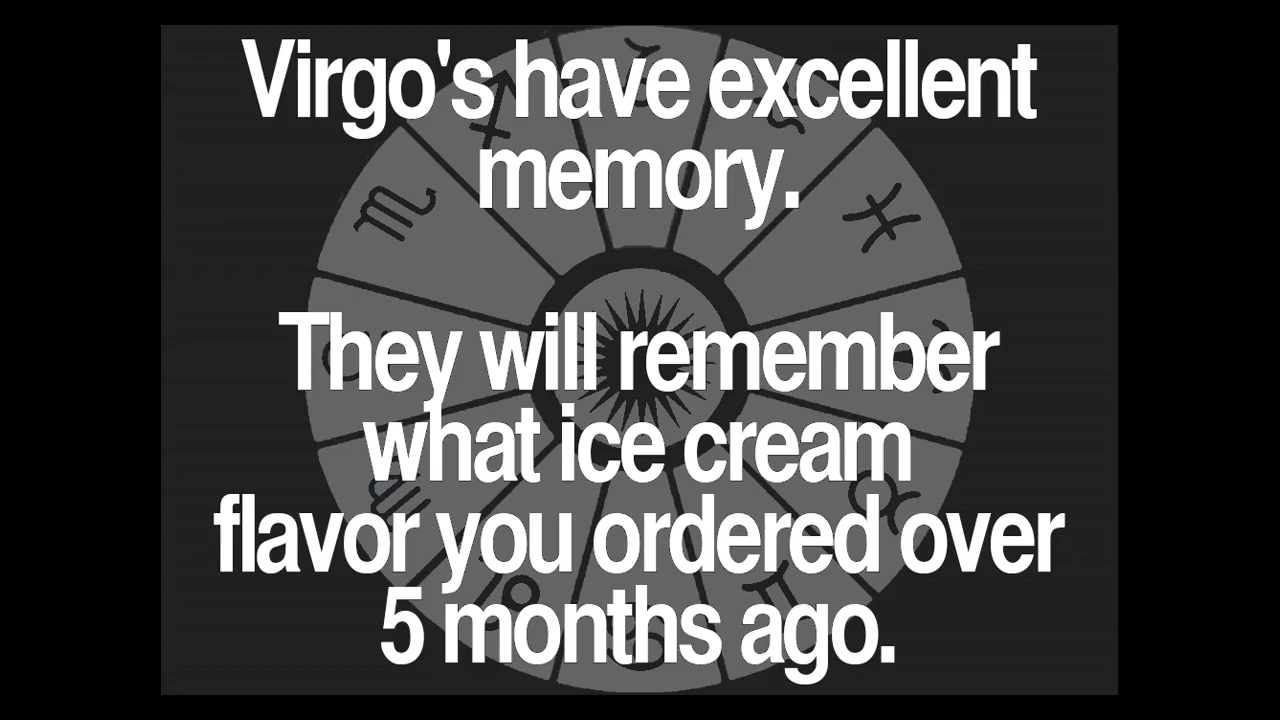 Virgo's have excellent
memory.
They will remember
what ice cream
flavor you ordered over
5 months ago.